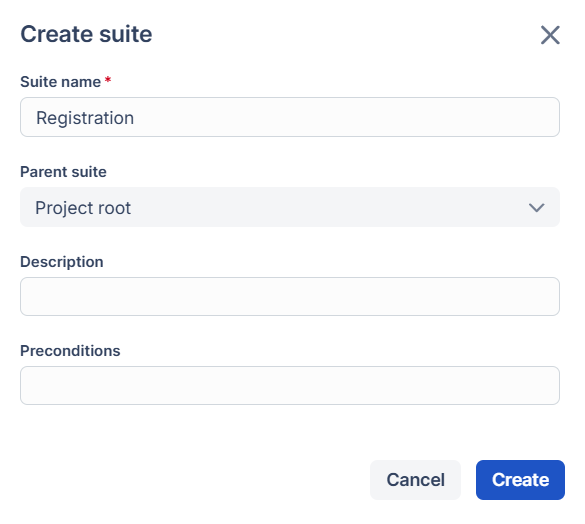 Create suite
Suite name *
Registration
Parent suite
Project root
Description
Preconditions
Cancel
Create